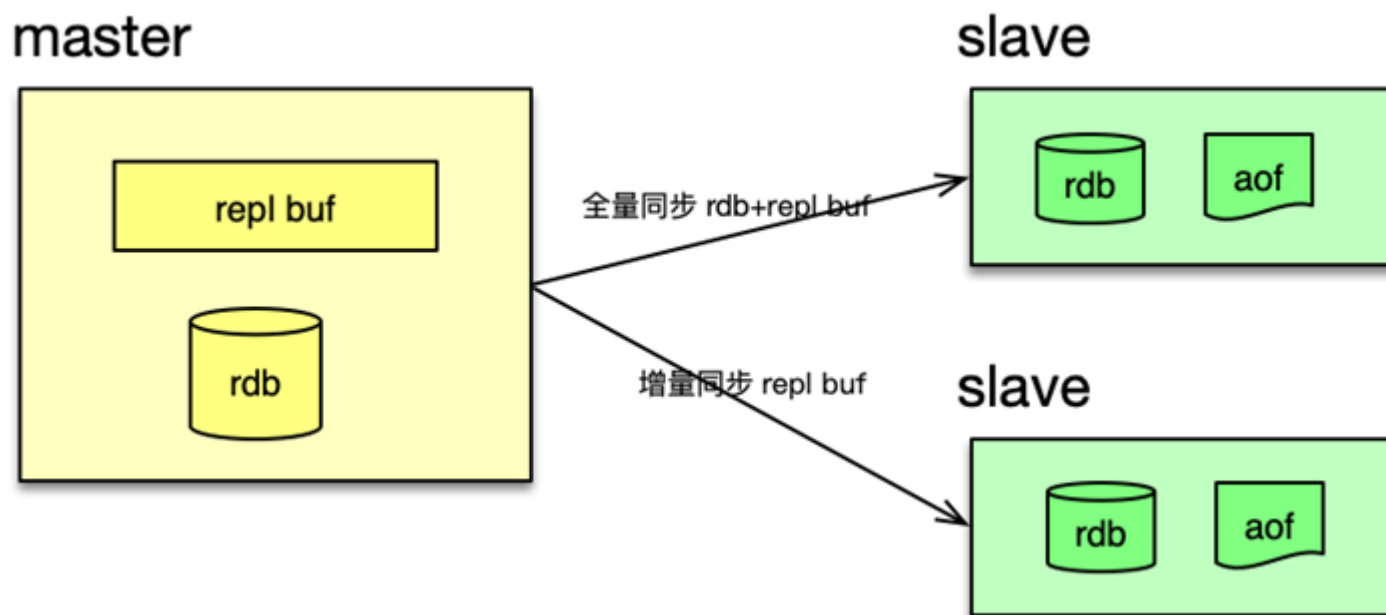 master
slave
repl buf
rdb
aof
全量同步 rdb+repl buf
rdb
增量同步 repl buf
slave
rdb
aof